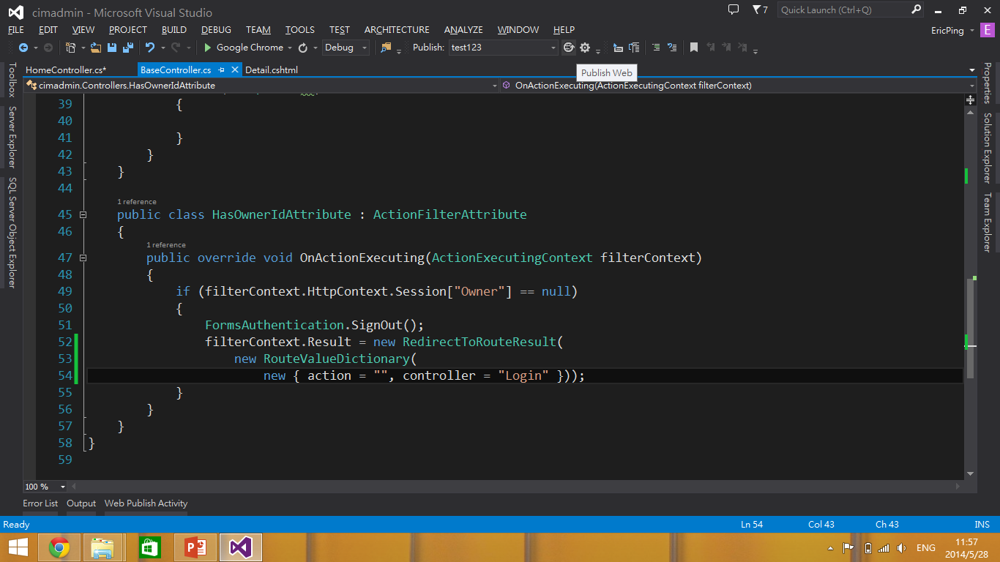 cimadmin - Microsoft Visual Studio
7
Quick Launch (Ctrl+Q)
FILE EDIT VIEW PROJECT BUILD DEBUG TEAM TOOLS TEST ARCHITECTURE ANALYZE WINDOW HELP
EricPing
E
Google Chrome Debug Publish: test123
Publish Web
HomeController.cs* BaseController.cs Detail.cshtml
cimadmin.Controllers.HasOwnerIdAttribute OnActionExecuting(ActionExecutingContext filterContext)
Toolbox
Server Explorer
SQL Server Object Explorer
39 {
40
41 }
42 }
43 }
44
1 reference
45 public class HasOwnerIdAttribute : ActionFilterAttribute
46 {
1 reference
47 public override void OnActionExecuting(ActionExecutingContext filterContext)
48 {
49 if (filterContext.HttpContext.Session["Owner"] == null)
50 {
51 FormsAuthentication.SignOut();
52 filterContext.Result = new RedirectToRouteResult(
53 new RouteValueDictionary(
54 new { action = "", controller = "Login" }));
55 }
56 }
57 }
58 }
59
Properties
Solution Explorer
Team Explorer
100 %
Error List Output Web Publish Activity
Ready Ln 54 Col 43 Ch 43 INS
ENG
11:57
2014/5/28